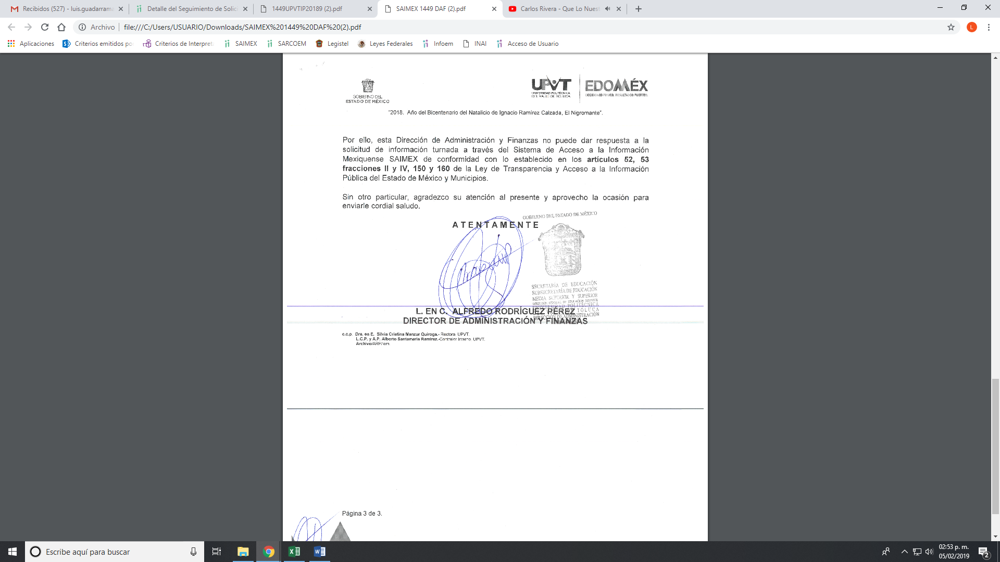 Recibidos (527) - luis.guadarrama
Detalle del Seguimiento de Solici
1449UPVTIP20189 (2).pdf
SAIMEX 1449 DAF (2).pdf
Carlos Rivera - Que Lo Nuest
Archivo
file:///C:/Users/USUARIO/Downloads/SAIMEX%201449%20DAF%20(2).pdf
L
Aplicaciones
Criterios emitidos po
Criterios de Interpreta
SAIMEX
SARCOEM
Legistel
Leyes Federales
Infoem
INAI
Acceso de Usuario
GOBIERNO DEL
ESTADO DE MÉXICO
UPVT
UNIVERSIDAD POLITÉCNICA
DEL VALLE DE TOLUCA
EDOMÉX
DECISIONES FIRMES, RESULTADOS FUERTES.
"2018. Año del Bicentenario del Natalicio de Ignacio Ramírez Calzada, El Nigromante".
Por ello, esta Dirección de Administración y Finanzas no puede dar respuesta a la
solicitud de información turnada a través del Sistema de Acceso a la Información
Mexiquense SAIMEX de conformidad con lo establecido en los artículos 52, 53
fracciones II y IV, 150 y 160 de la Ley de Transparencia y Acceso a la Información
Pública del Estado de México y Municipios.
Sin otro particular, agradezco su atención al presente y aprovecho la ocasión para
enviarle cordial saludo.
GOBIERNO DEL ESTADO DE MÉXICO
A T E N T A M E N T E
SECRETARÍA DE EDUCACIÓN
SUBSECRETARÍA DE EDUCACIÓN
MEDIA SUPERIOR Y SUPERIOR
DIRECCIÓN GENERAL DE EDUCACIÓN SUPERIOR
UNIVERSIDAD POLITÉCNICA
TOLUCA
DIRECCIÓN DE ADMINISTRACIÓN
L. EN C. ALFREDO RODRÍGUEZ PÉREZ
DIRECTOR DE ADMINISTRACIÓN Y FINANZAS
c.c.p. Dra. en E. Silvia Cristina Manzur Quiroga.- Rectora, UPVT.
L.C.P. y A.P. Alberto Santamaría Ramírez.-Contralor Interno, UPVT.
Archivo/ARP/lem.
Página 3 de 3.
Escribe aquí para buscar
02:53 p. m.
05/02/2019
2